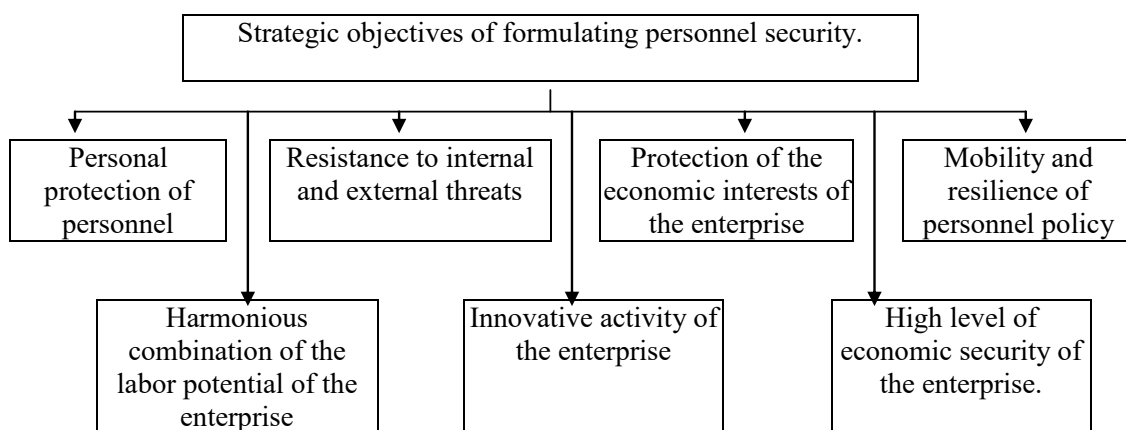 Strategic objectives of formulating personnel security.
Personal
protection of
personnel
Resistance to internal
and external threats
Protection of the
economic interests of
the enterprise
Mobility and
resilience of
personnel policy
Harmonious
combination of the
labor potential of the
enterprise
Innovative activity of
the enterprise
High level of
economic security of
the enterprise.